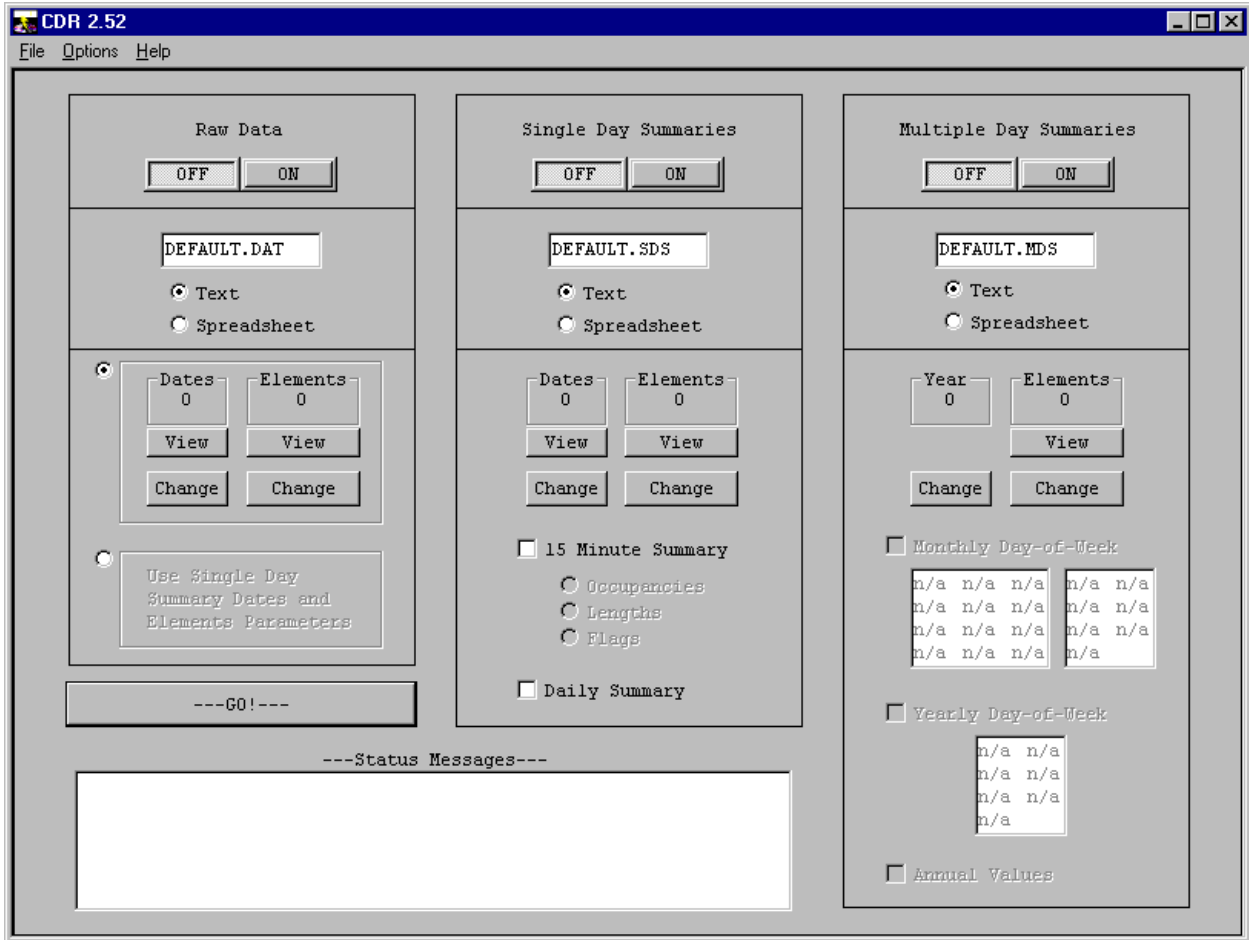 CDR 2.52
File Options Help
Raw Data
OFF ON
DEFAULT.DAT
Text
Spreadsheet
Dates Elements
0 0
View View
Change Change
Use Single Day
Summary Dates and
Elements Parameters
---GO!---
Single Day Summaries
OFF ON
DEFAULT.SDS
Text
Spreadsheet
Dates Elements
0 0
View View
Change Change
15 Minute Summary
Occupancies
Lengths
Flags
Daily Summary
Multiple Day Summaries
OFF ON
DEFAULT.MDS
Text
Spreadsheet
Year Elements
0 0
View
Change Change
Monthly Day-of-Week
n/a n/a n/a n/a n/a
n/a n/a n/a n/a n/a
n/a n/a n/a n/a n/a
n/a n/a n/a n/a
Yearly Day-of-Week
n/a n/a
n/a n/a
n/a n/a
n/a
Annual Values
---Status Messages---